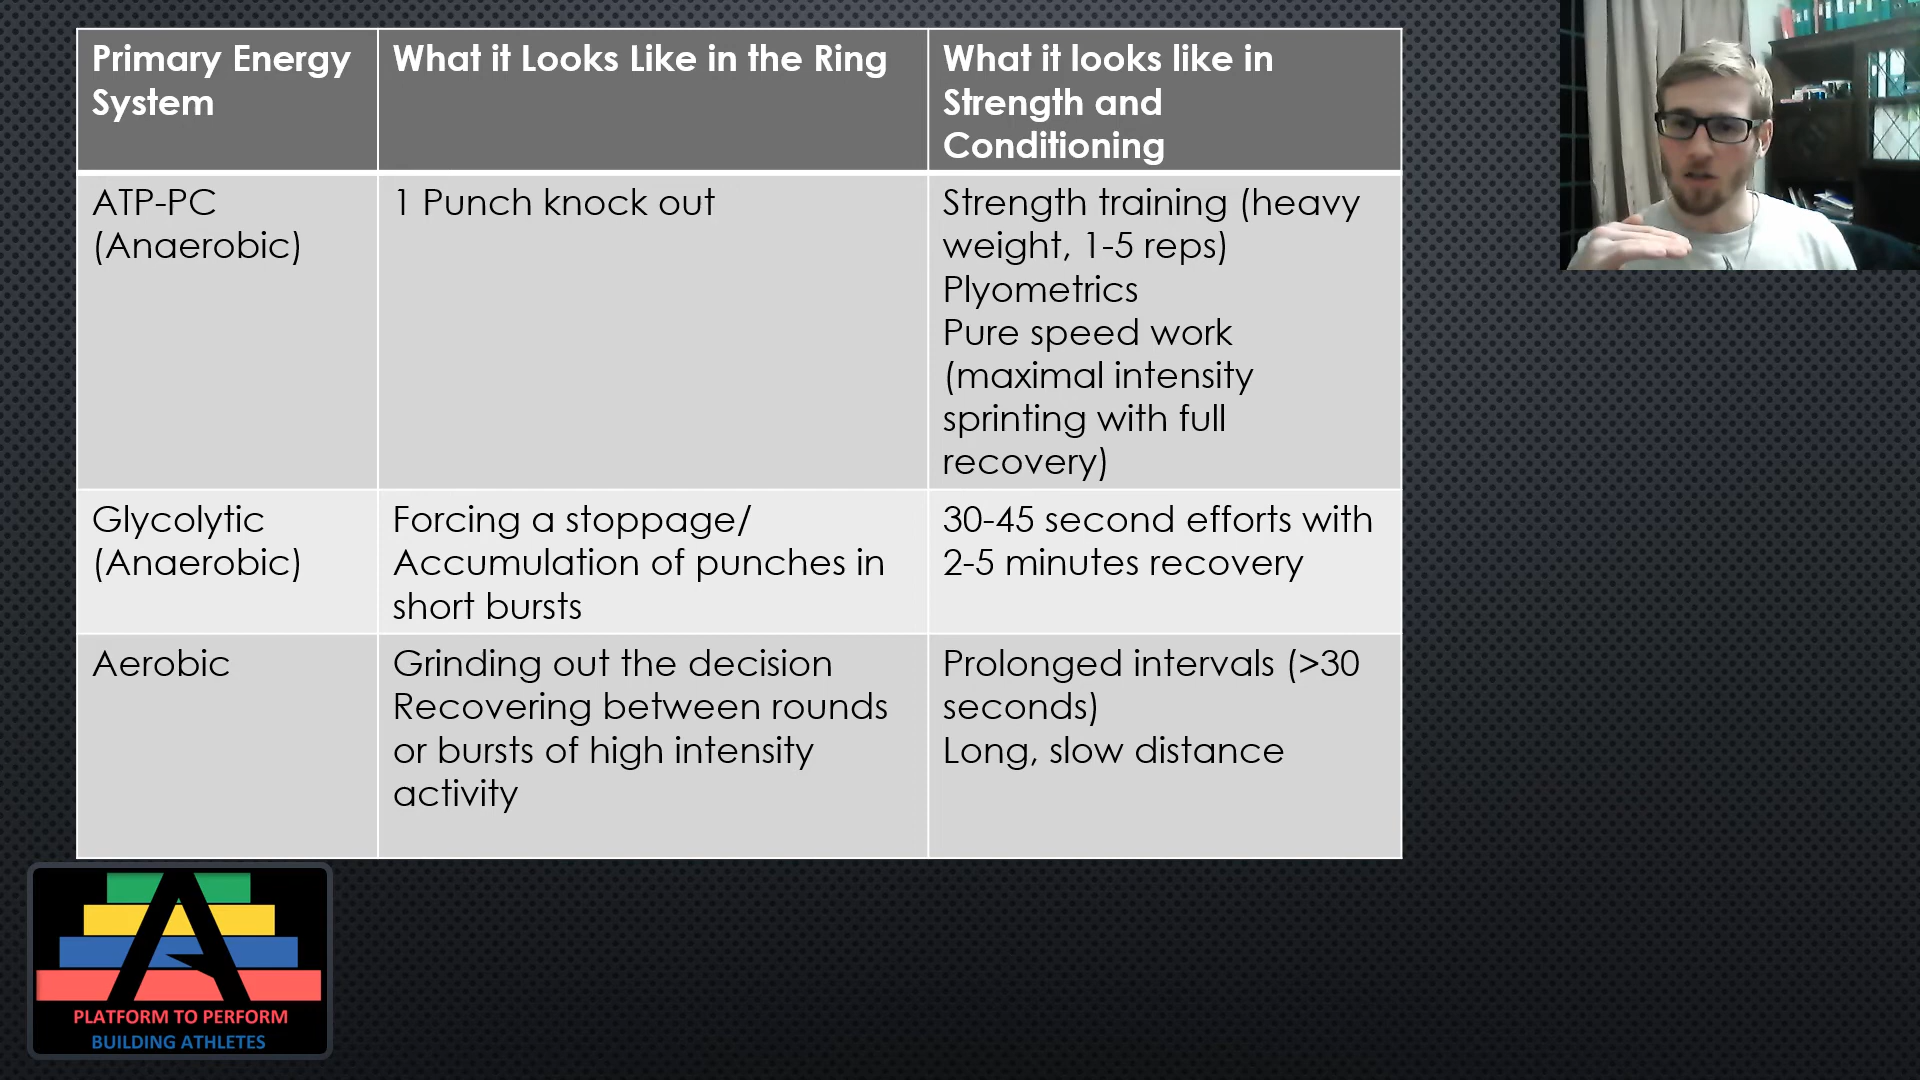 Primary Energy
System
What it Looks Like in the Ring
What it looks like in
Strength and
Conditioning
ATP-PC
(Anaerobic)
1 Punch knock out
Strength training (heavy
weight, 1-5 reps)
Plyometrics
Pure speed work
(maximal intensity
sprinting with full
recovery)
Glycolytic
(Anaerobic)
Forcing a stoppage/
Accumulation of punches in
short bursts
30-45 second efforts with
2-5 minutes recovery
Aerobic
Grinding out the decision
Recovering between rounds
or bursts of high intensity
activity
Prolonged intervals (>30
seconds)
Long, slow distance
PLATFORM TO PERFORM
BUILDING ATHLETES